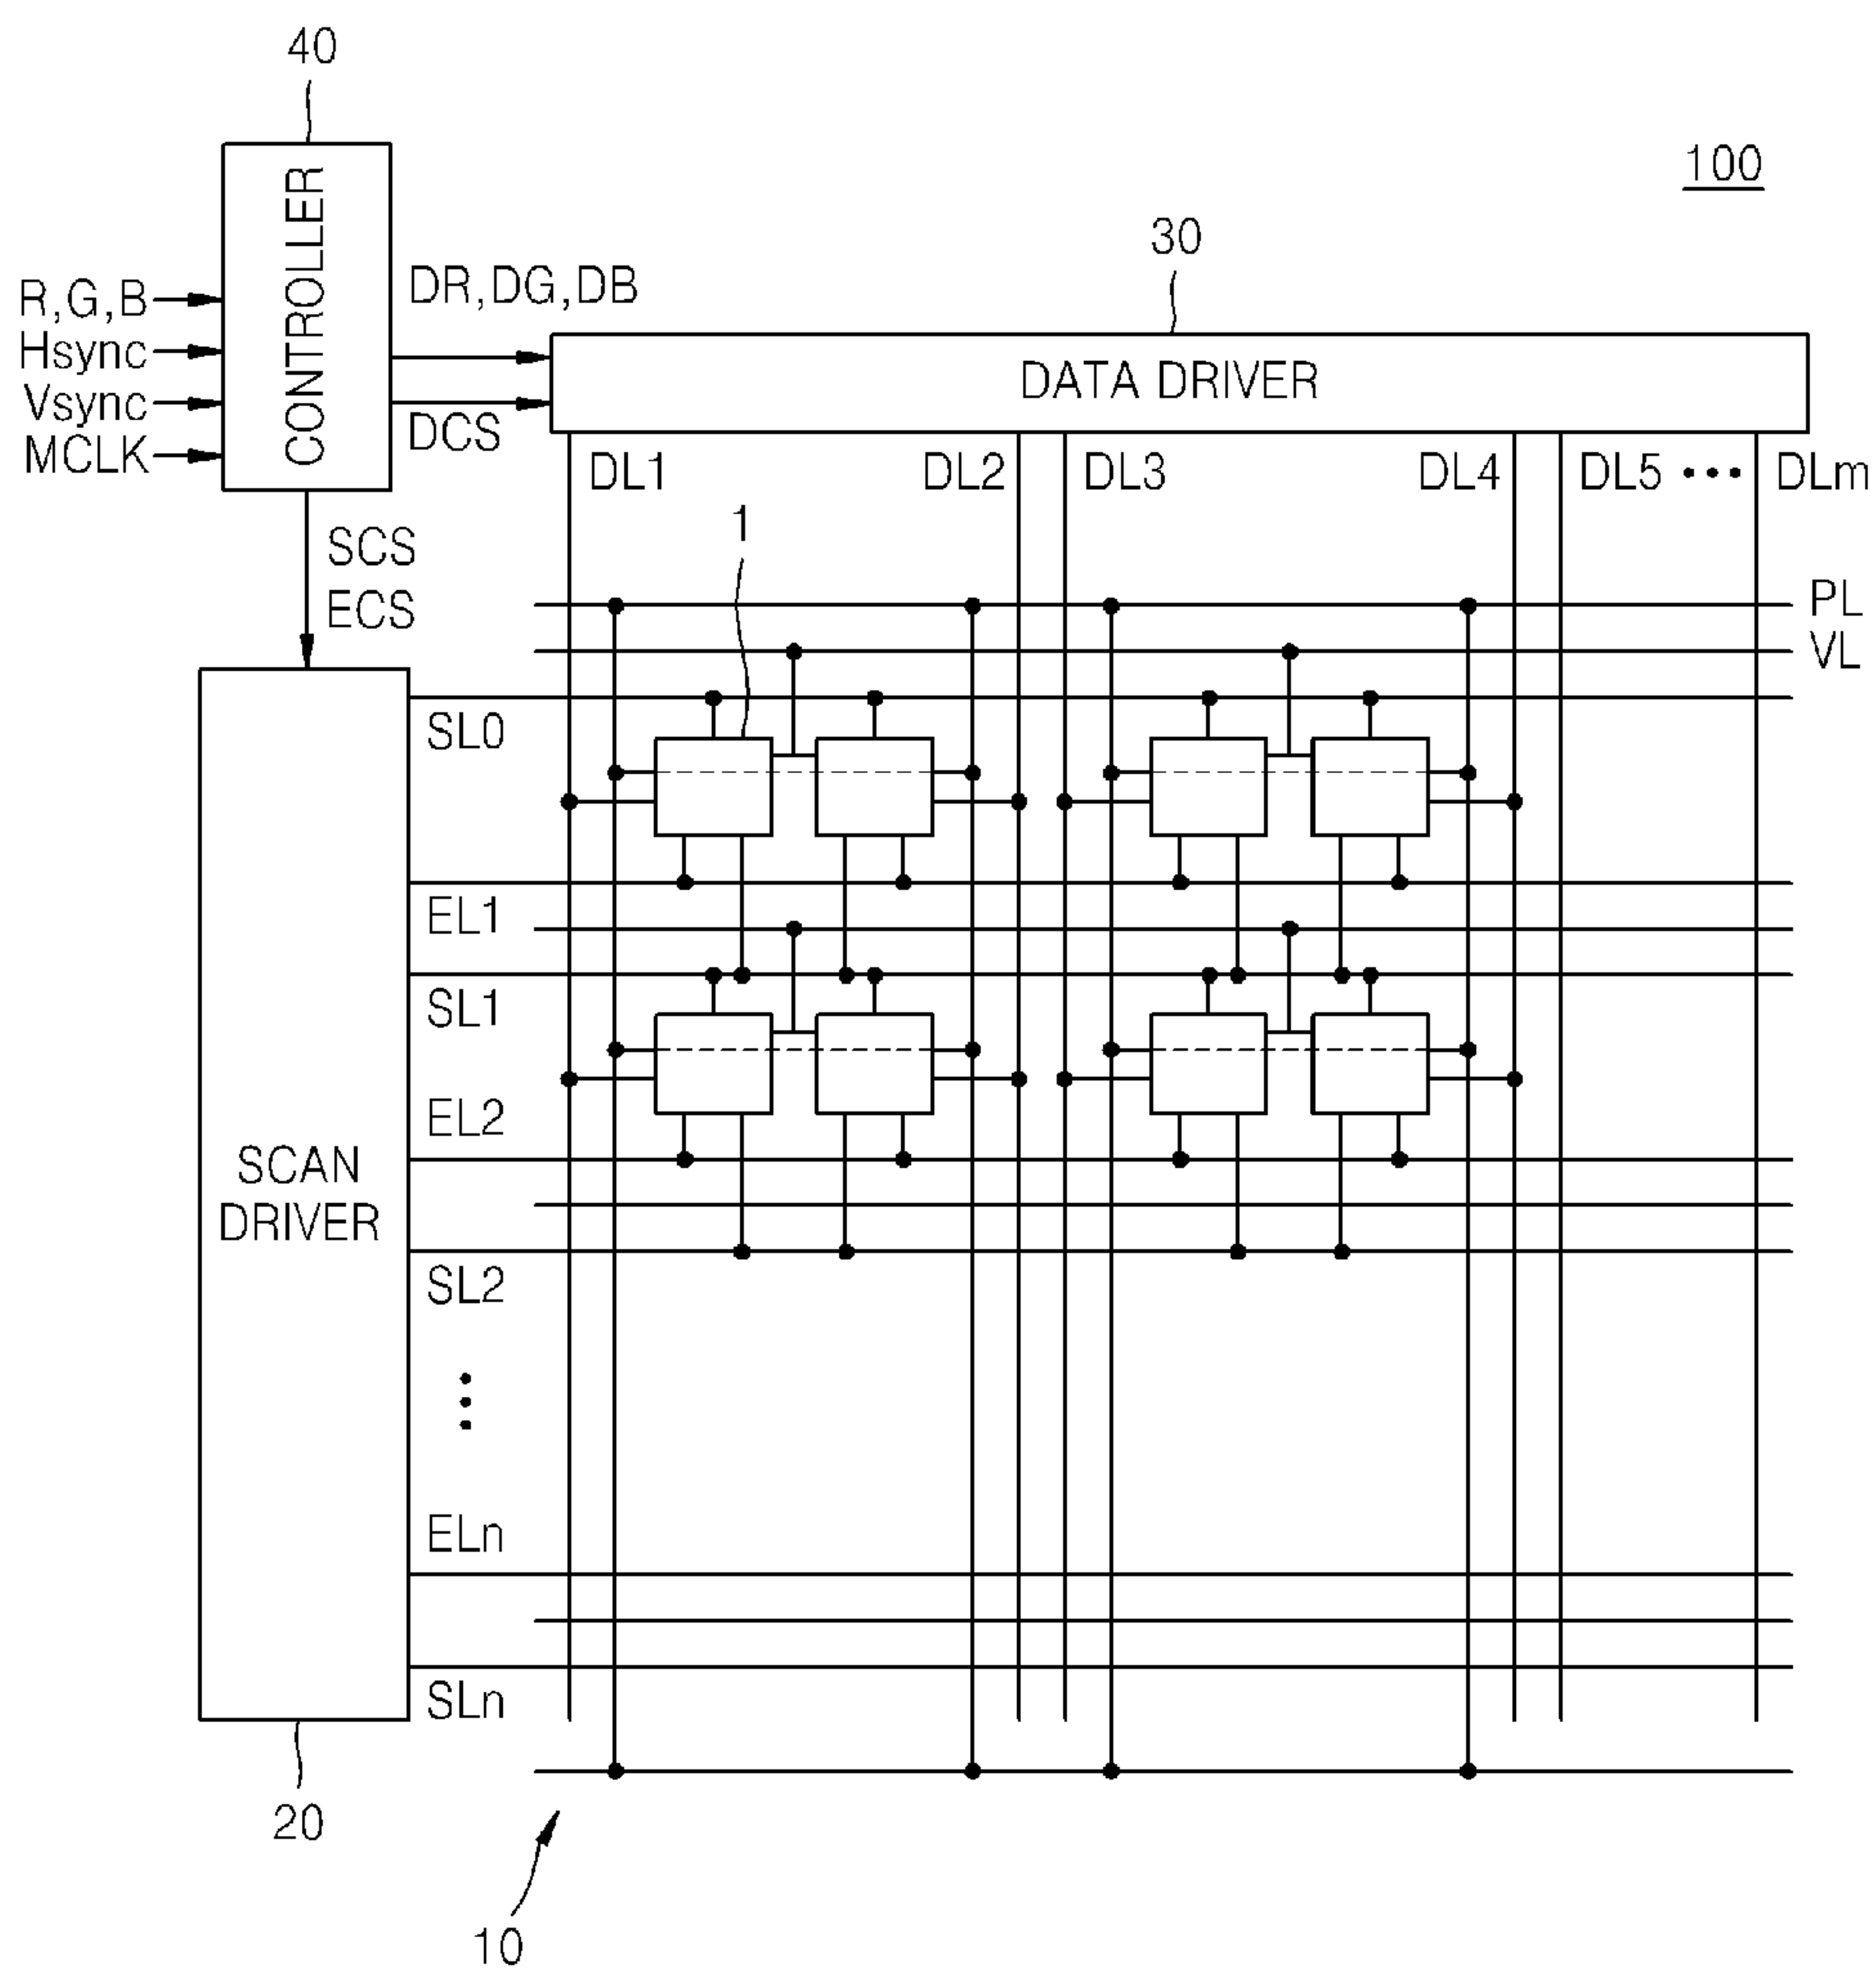 40
100
CONTROLLER
30
R,G,B
Hsync
Vsync
MCLK
DR,DG,DB
DCS
DATA DRIVER
DL1
DL2
DL3
DL4
DL5 ••• DLm
1
SCS
ECS
PL
VL
SL0
EL1
SL1
EL2
SCAN
DRIVER
SL2
ELn
SLn
20
10